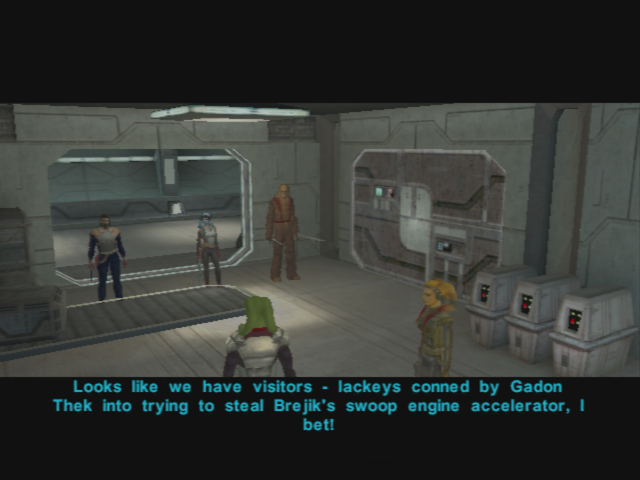 Looks like we have visitors - lackeys conned by Gadon
Thek into trying to steal Brejik's swoop engine accelerator, I
bet!